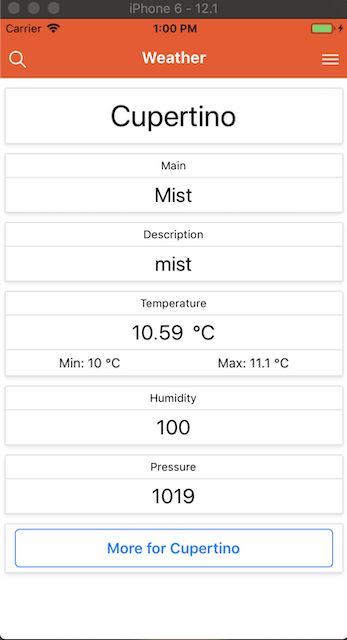 iPhone 6 - 12.1
Carrier 1:00 PM
Weather
Cupertino
Main
Mist
Description
mist
Temperature
10.59 °C
Min: 10 °C Max: 11.1 °C
Humidity
100
Pressure
1019
More for Cupertino